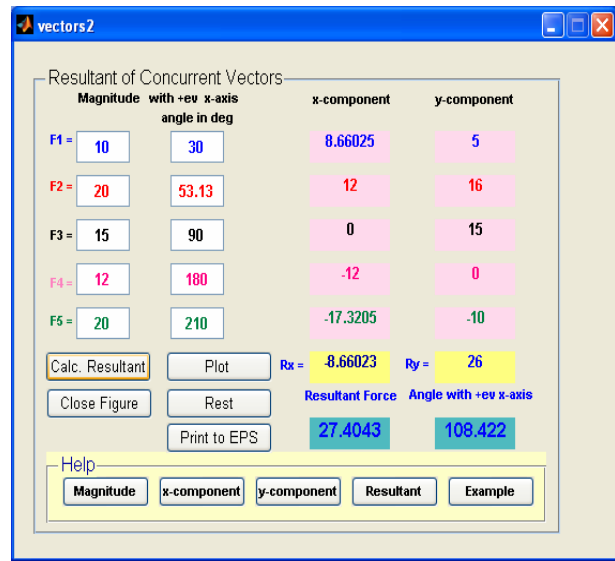 vectors2
Resultant of Concurrent Vectors
Magnitude with +ev x-axis x-component y-component
angle in deg
F1 = 10 30 8.66025 5
F2 = 20 53.13 12 16
F3 = 15 90 0 15
F4 = 12 180 -12 0
F5 = 20 210 -17.3205 -10
Calc. Resultant Plot Rx = -8.66023 Ry = 26
Close Figure Rest Resultant Force Angle with +ev x-axis
Print to EPS 27.4043 108.422
Help
Magnitude x-component y-component Resultant Example